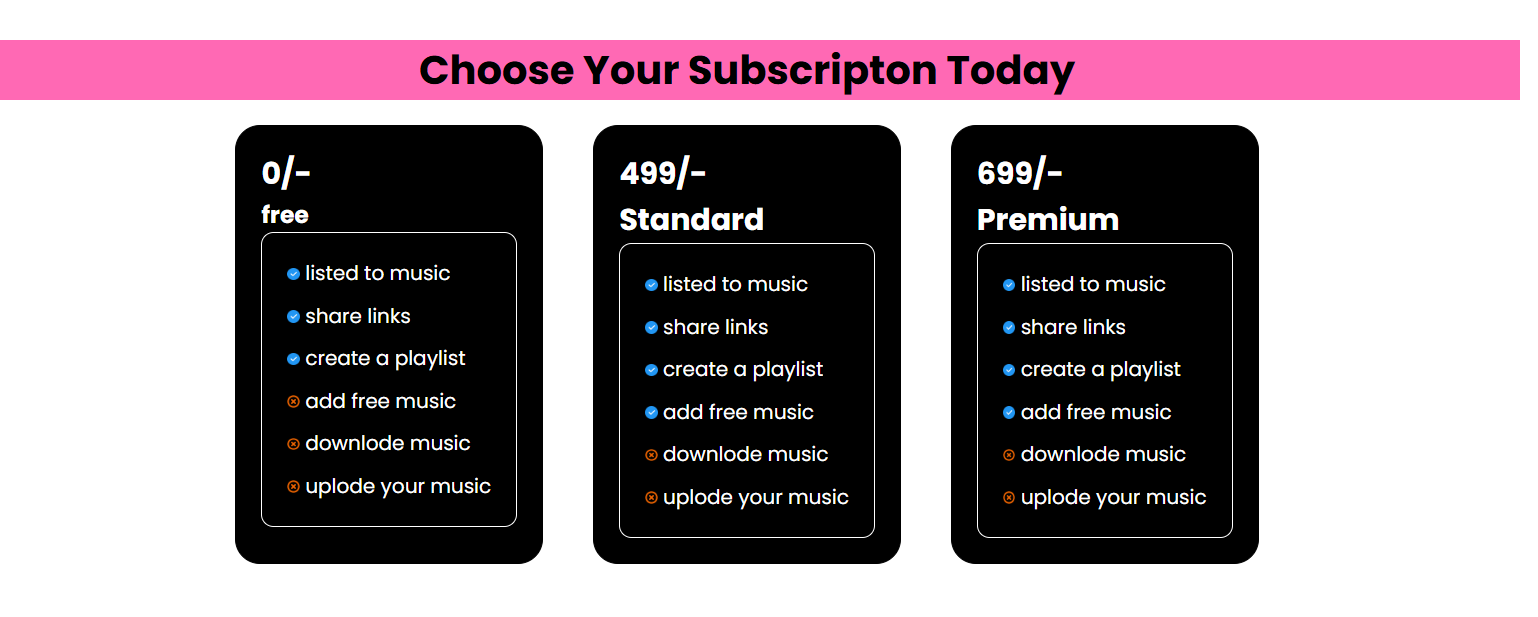 Choose Your Subscripton Today
0/-
free
listed to music
share links
create a playlist
add free music
downlode music
uplode your music
499/-
Standard
listed to music
share links
create a playlist
add free music
downlode music
uplode your music
699/-
Premium
listed to music
share links
create a playlist
add free music
downlode music
uplode your music